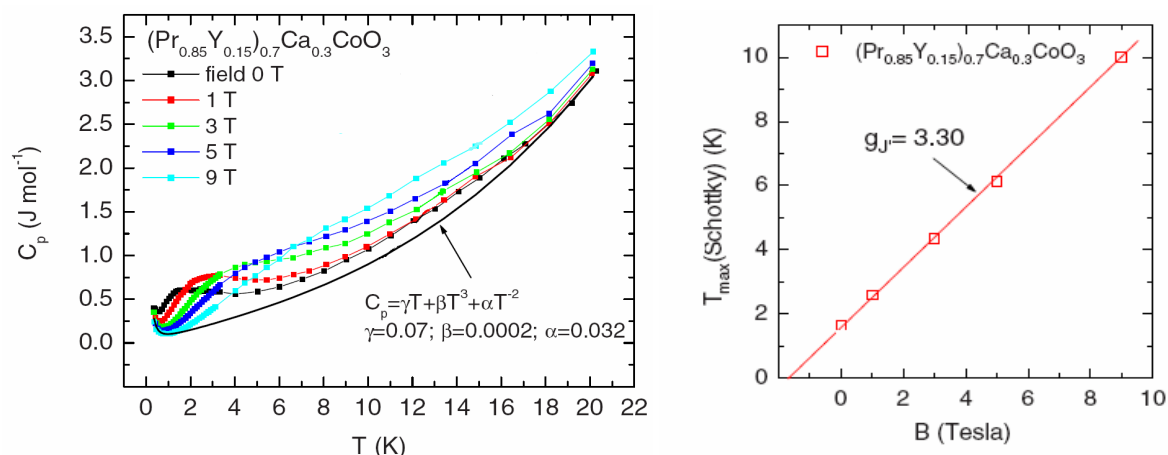 (Pr0.85Y0.15)0.7Ca0.3CoO3
field 0 T
1 T
3 T
5 T
9 T
Cp=γT+βT³+αT⁻²
γ=0.07; β=0.0002; α=0.032
Cp (J mol⁻¹)
3.5
3.0
2.5
2.0
1.5
1.0
0.5
0.0
0 2 4 6 8 10 12 14 16 18 20 22
T (K)
(Pr0.85Y0.15)0.7Ca0.3CoO3
gJ'= 3.30
Tmax(Schottky) (K)
10
8
6
4
2
0
0 2 4 6 8 10
B (Tesla)